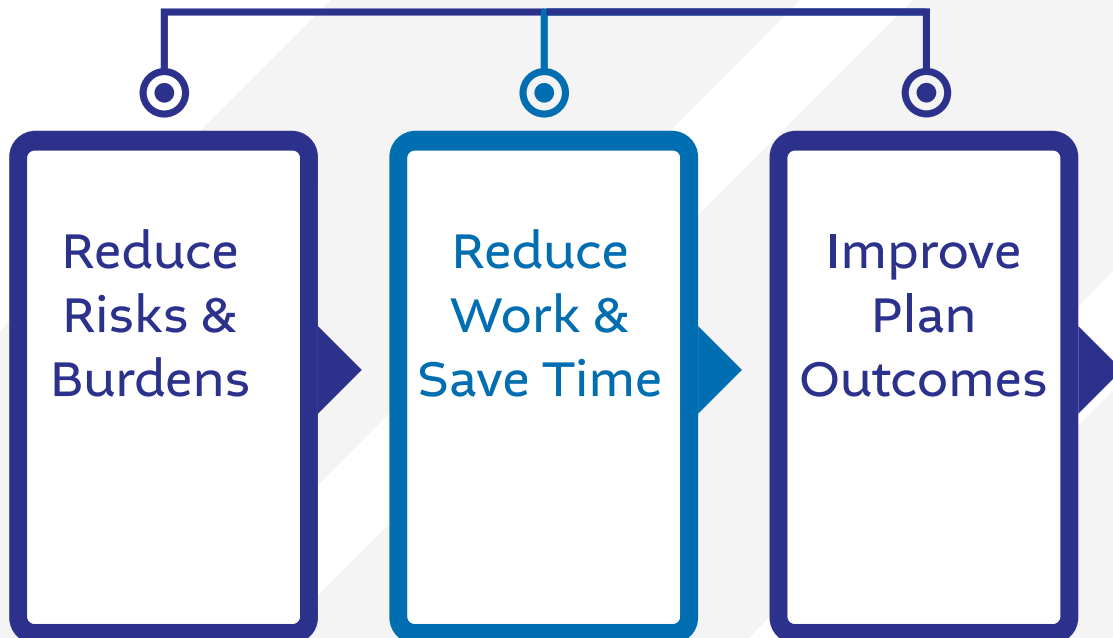 Reduce
Risks &
Burdens
Reduce
Work &
Save Time
Improve
Plan
Outcomes